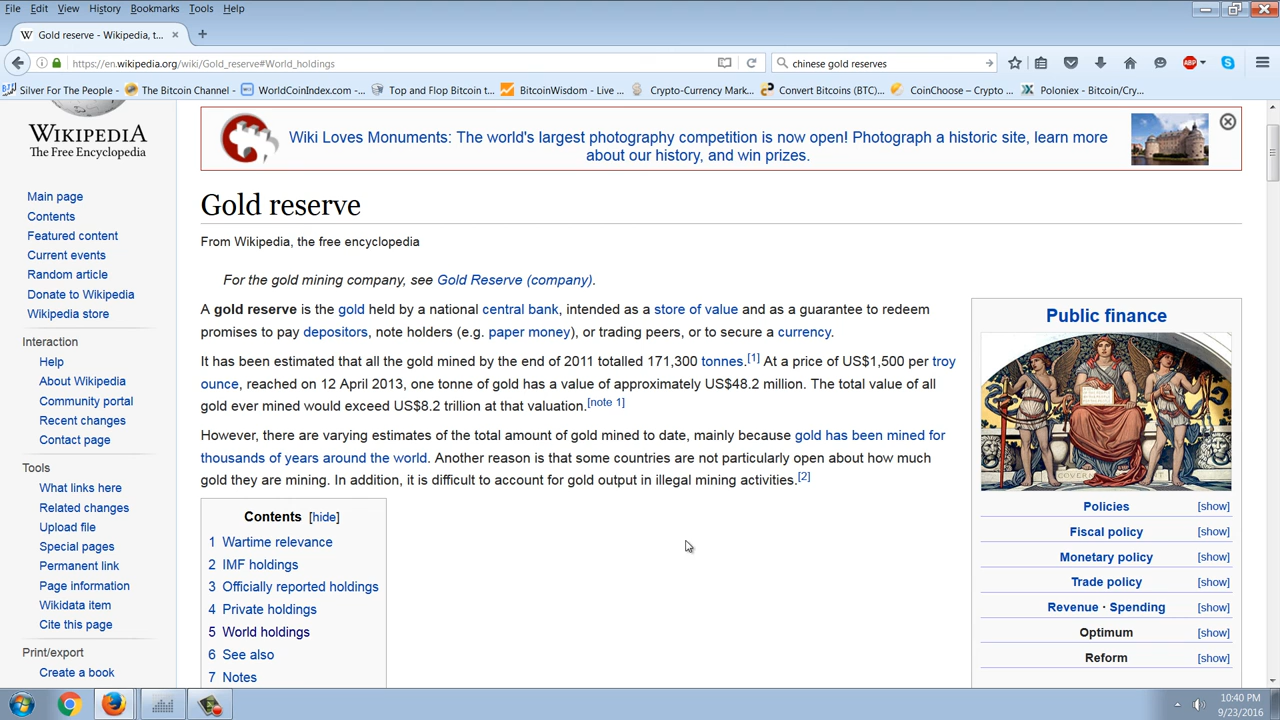 File Edit View History Bookmarks Tools Help
W Gold reserve - Wikipedia, t... × +
https://en.wikipedia.org/wiki/Gold_reserve#World_holdings
chinese gold reserves
ABP
Silver For The People - ...
The Bitcoin Channel - ...
WorldCoinIndex.com -...
Top and Flop Bitcoin t...
BitcoinWisdom - Live ...
Crypto-Currency Mark...
Convert Bitcoins (BTC)...
CoinChoose – Crypto ...
Poloniex - Bitcoin/Cry...
WIKIPEDIA
The Free Encyclopedia
Main page
Contents
Featured content
Current events
Random article
Donate to Wikipedia
Wikipedia store
Interaction
Help
About Wikipedia
Community portal
Recent changes
Contact page
Tools
What links here
Related changes
Upload file
Special pages
Permanent link
Page information
Wikidata item
Cite this page
Print/export
Create a book
Wiki Loves Monuments: The world's largest photography competition is now open! Photograph a historic site, learn more
about our history, and win prizes.
Gold reserve
From Wikipedia, the free encyclopedia
For the gold mining company, see Gold Reserve (company).
A gold reserve is the gold held by a national central bank, intended as a store of value and as a guarantee to redeem
promises to pay depositors, note holders (e.g. paper money), or trading peers, or to secure a currency.
It has been estimated that all the gold mined by the end of 2011 totalled 171,300 tonnes.[1] At a price of US$1,500 per troy
ounce, reached on 12 April 2013, one tonne of gold has a value of approximately US$48.2 million. The total value of all
gold ever mined would exceed US$8.2 trillion at that valuation.[note 1]
However, there are varying estimates of the total amount of gold mined to date, mainly because gold has been mined for
thousands of years around the world. Another reason is that some countries are not particularly open about how much
gold they are mining. In addition, it is difficult to account for gold output in illegal mining activities.[2]
Contents [hide]
1 Wartime relevance
2 IMF holdings
3 Officially reported holdings
4 Private holdings
5 World holdings
6 See also
7 Notes
Public finance
Policies [show]
Fiscal policy [show]
Monetary policy [show]
Trade policy [show]
Revenue · Spending [show]
Optimum [show]
Reform [show]
10:40 PM
9/23/2016